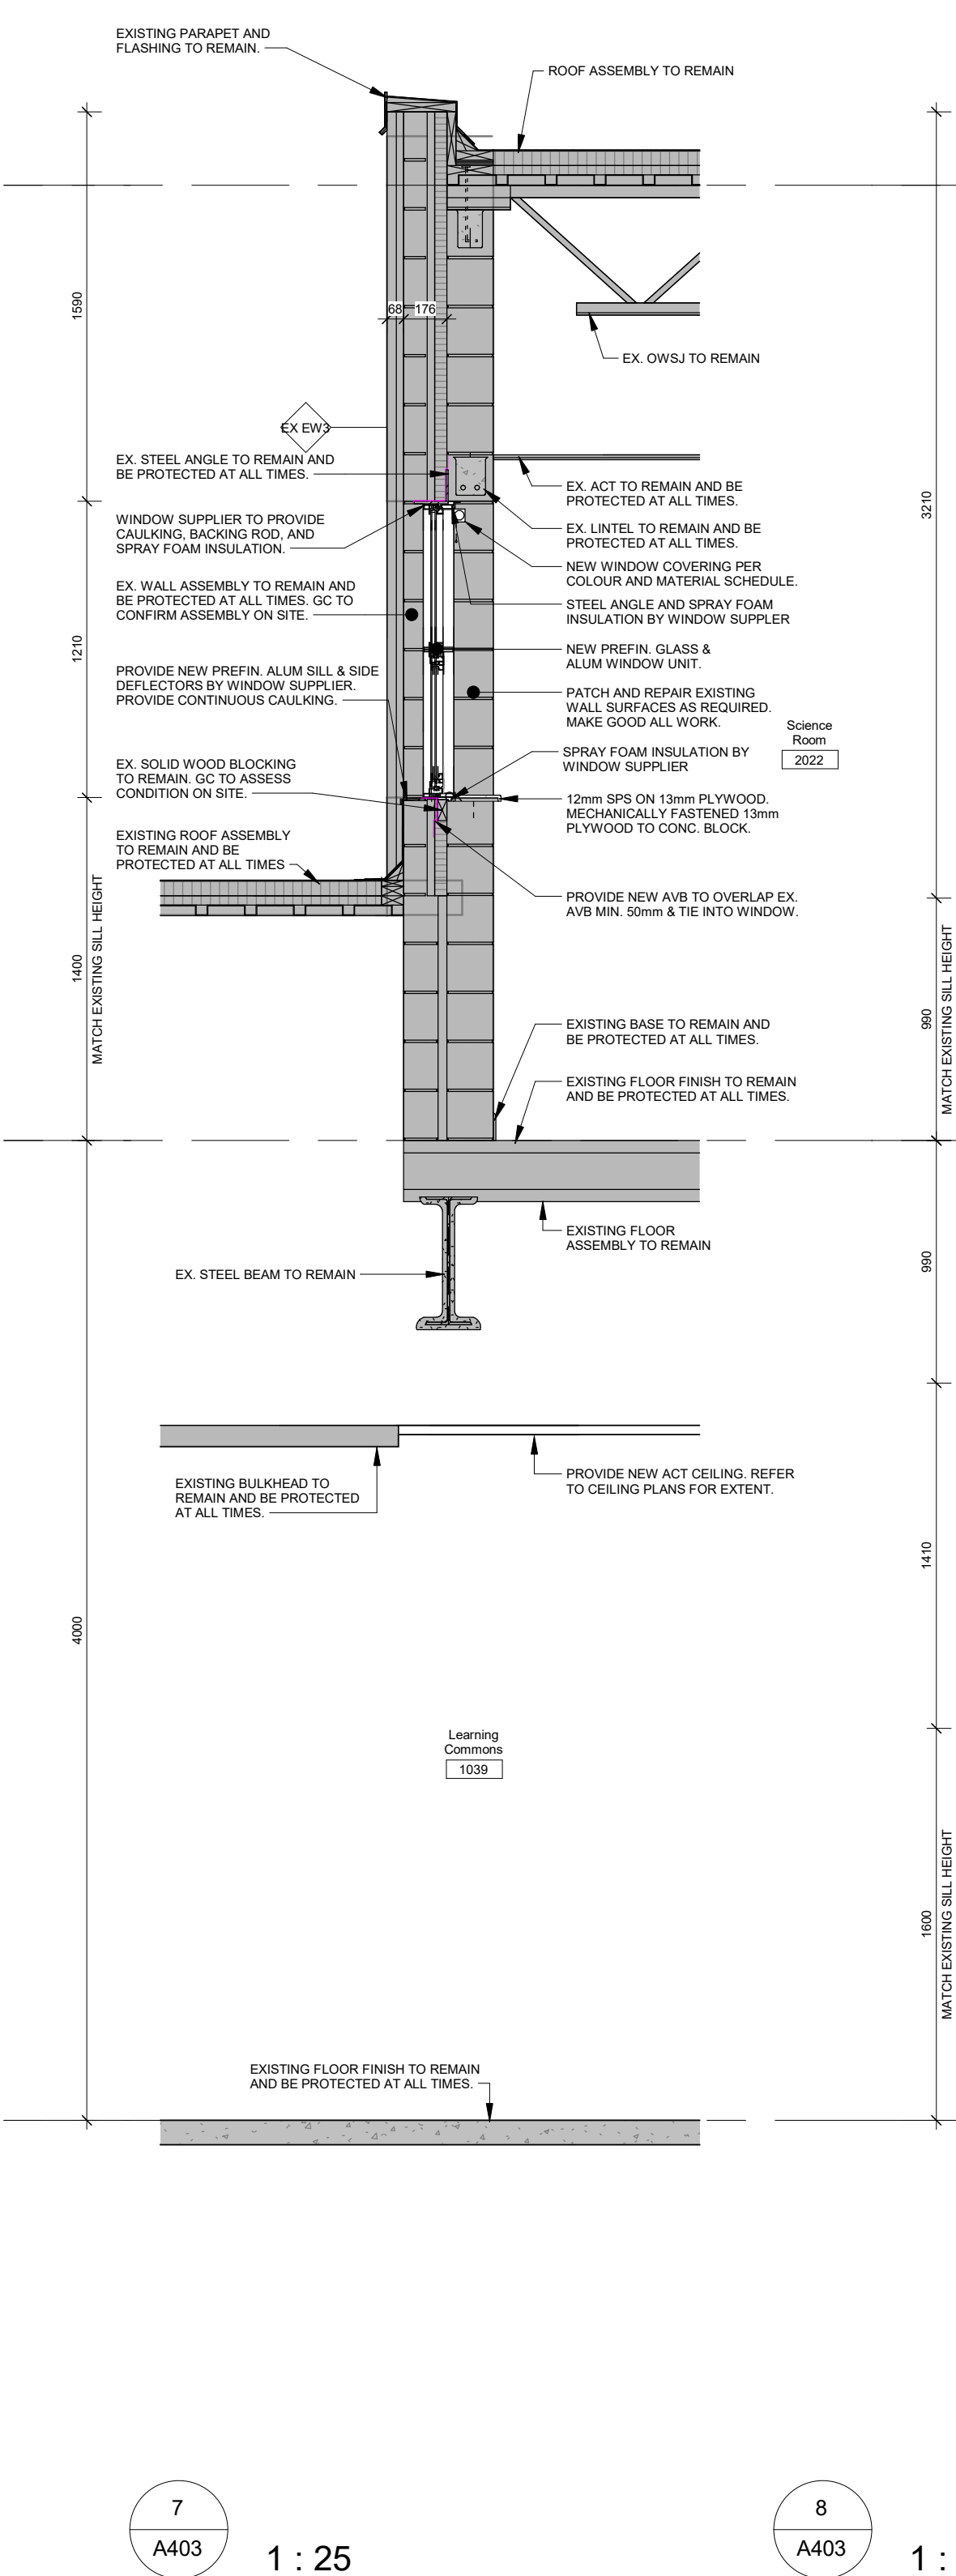 EXISTING PARAPET AND
FLASHING TO REMAIN.
ROOF ASSEMBLY TO REMAIN
1590
68
176
EX. OWSJ TO REMAIN
EX EW3
EX. STEEL ANGLE TO REMAIN AND
BE PROTECTED AT ALL TIMES.
EX. ACT TO REMAIN AND BE
PROTECTED AT ALL TIMES.
3210
WINDOW SUPPLIER TO PROVIDE
CAULKING, BACKING ROD, AND
SPRAY FOAM INSULATION.
EX. LINTEL TO REMAIN AND BE
PROTECTED AT ALL TIMES.
NEW WINDOW COVERING PER
COLOUR AND MATERIAL SCHEDULE.
EX. WALL ASSEMBLY TO REMAIN AND
BE PROTECTED AT ALL TIMES. GC TO
CONFIRM ASSEMBLY ON SITE.
STEEL ANGLE AND SPRAY FOAM
INSULATION BY WINDOW SUPPLER
1210
NEW PREFIN. GLASS &
ALUM WINDOW UNIT.
PROVIDE NEW PREFIN. ALUM SILL & SIDE
DEFLECTORS BY WINDOW SUPPLIER.
PROVIDE CONTINUOUS CAULKING.
PATCH AND REPAIR EXISTING
WALL SURFACES AS REQUIRED.
MAKE GOOD ALL WORK.
Science
Room
2022
SPRAY FOAM INSULATION BY
WINDOW SUPPLIER
EX. SOLID WOOD BLOCKING
TO REMAIN. GC TO ASSESS
CONDITION ON SITE.
12mm SPS ON 13mm PLYWOOD.
MECHANICALLY FASTENED 13mm
PLYWOOD TO CONC. BLOCK.
EXISTING ROOF ASSEMBLY
TO REMAIN AND BE
PROTECTED AT ALL TIMES
PROVIDE NEW AVB TO OVERLAP EX.
AVB MIN. 50mm & TIE INTO WINDOW.
1400
MATCH EXISTING SILL HEIGHT
990
MATCH EXISTING SILL HEIGHT
EXISTING BASE TO REMAIN AND
BE PROTECTED AT ALL TIMES.
EXISTING FLOOR FINISH TO REMAIN
AND BE PROTECTED AT ALL TIMES.
EXISTING FLOOR
ASSEMBLY TO REMAIN
990
EX. STEEL BEAM TO REMAIN
EXISTING BULKHEAD TO
REMAIN AND BE PROTECTED
AT ALL TIMES.
PROVIDE NEW ACT CEILING. REFER
TO CEILING PLANS FOR EXTENT.
1410
4000
Learning
Commons
1039
1600
MATCH EXISTING SILL HEIGHT
EXISTING FLOOR FINISH TO REMAIN
AND BE PROTECTED AT ALL TIMES.
7
A403
1 : 25
8
A403
1 :